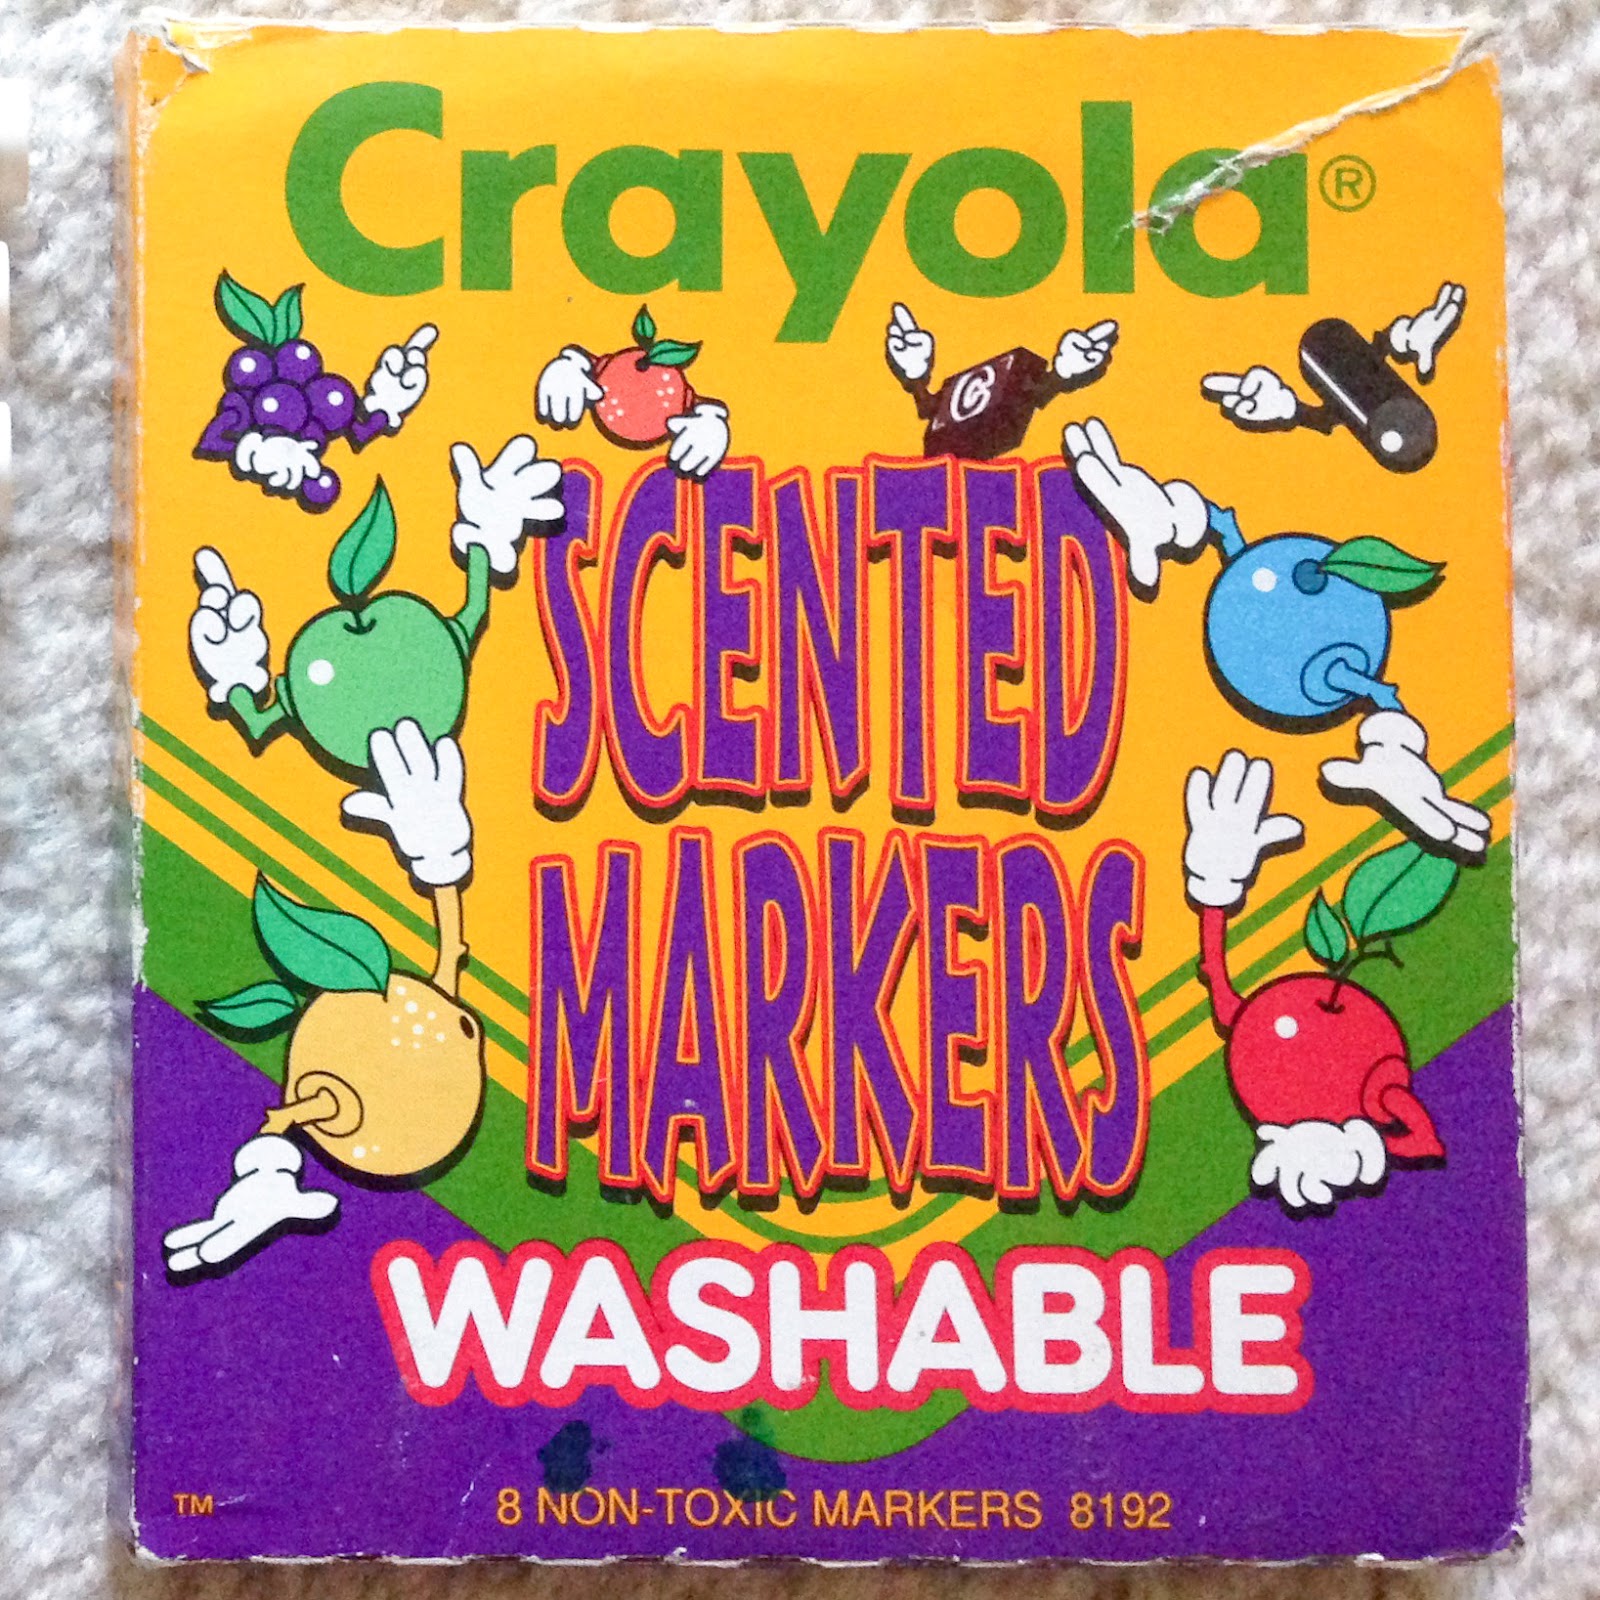 Crayola®
SCENTED
MARKERS
WASHABLE
TM
8 NON-TOXIC MARKERS 8192